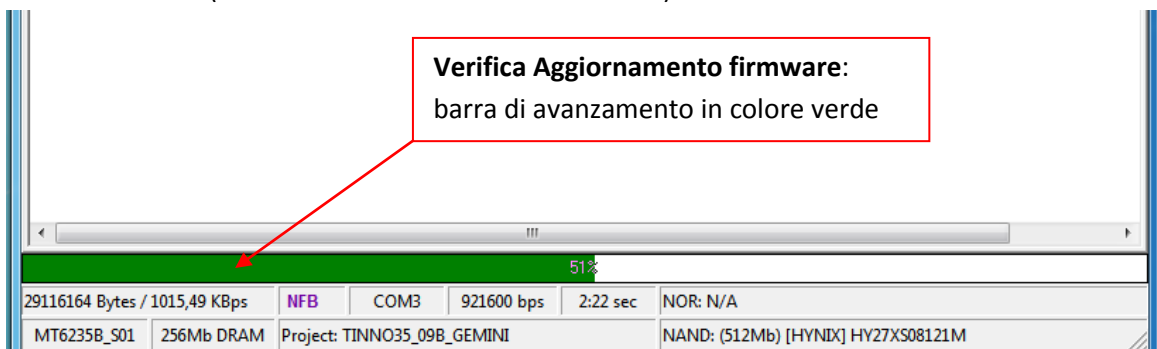 Verifica Aggiornamento firmware:
barra di avanzamento in colore verde
51%
29116164 Bytes / 1015,49 KBps NFB COM3 921600 bps 2:22 sec NOR: N/A
MT6235B_S01 256Mb DRAM Project: TINNO35_09B_GEMINI NAND: (512Mb) [HYNIX] HY27XS08121M